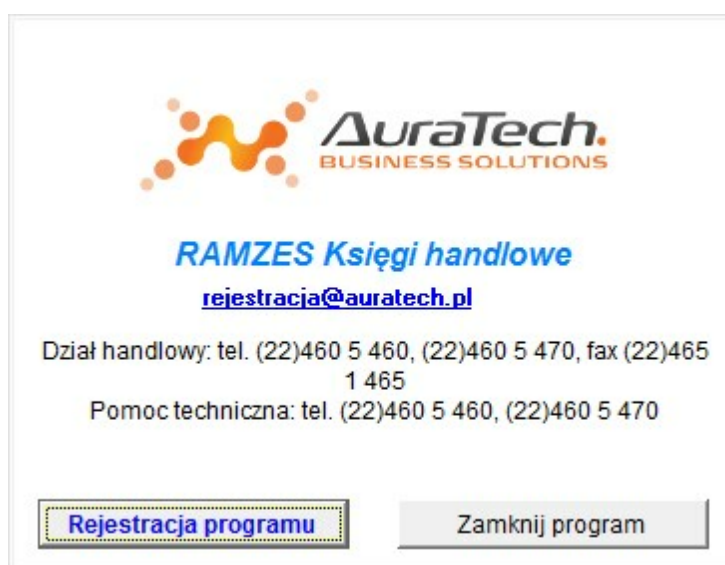 AuraTech.
BUSINESS SOLUTIONS
RAMZES Księgi handlowe
rejestracja@auratech.pl
Dział handlowy: tel. (22)460 5 460, (22)460 5 470, fax (22)465
1 465
Pomoc techniczna: tel. (22)460 5 460, (22)460 5 470
Rejestracja programu Zamknij program